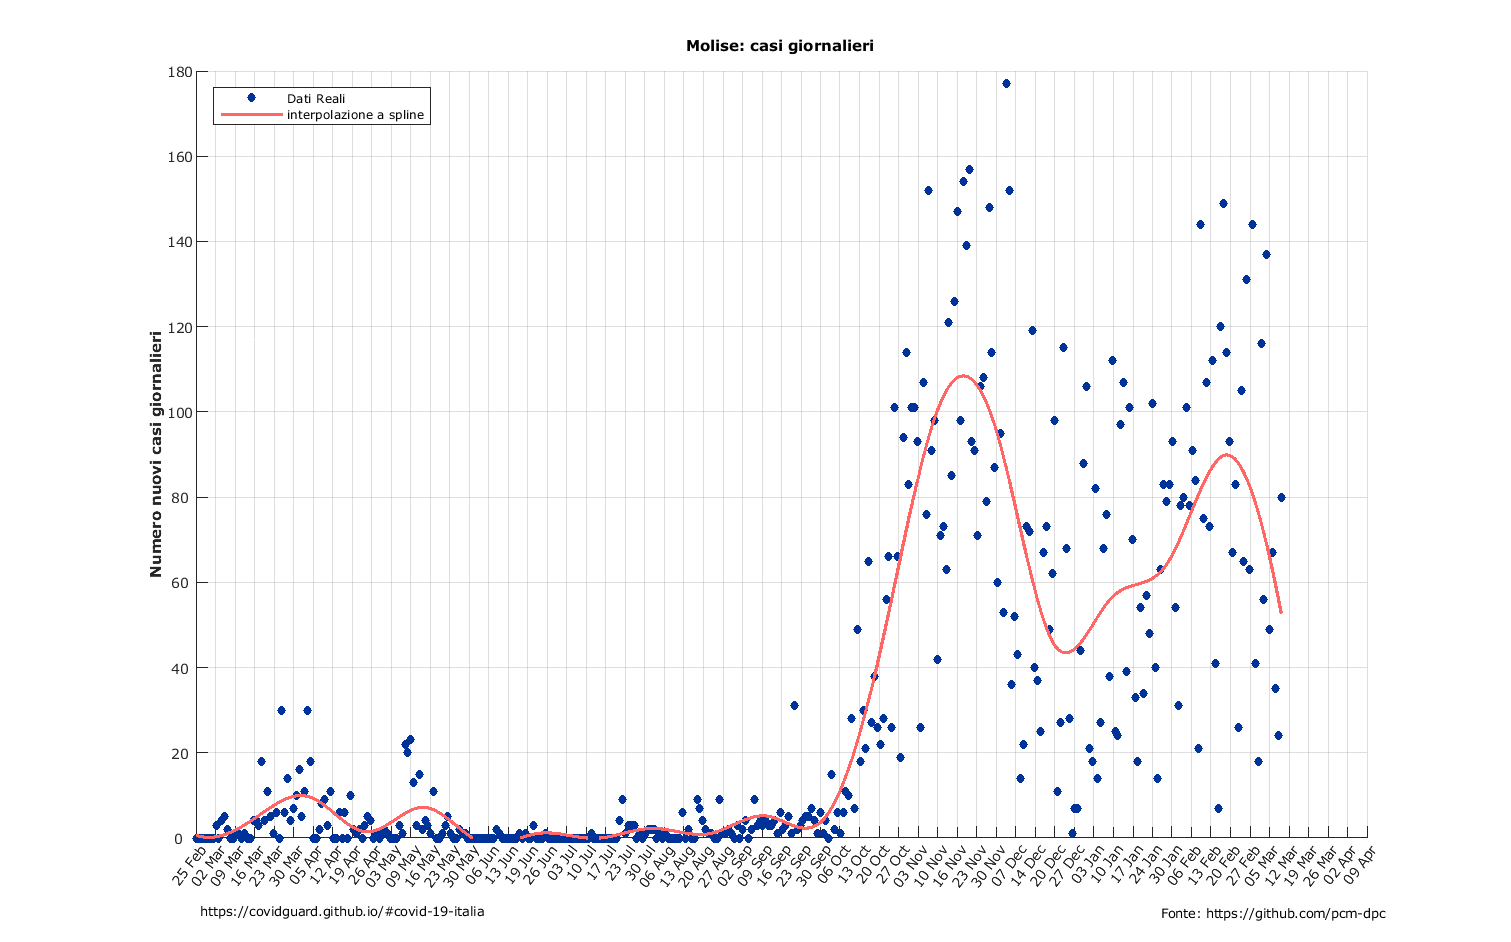 Molise: casi giornalieri
Dati Reali
interpolazione a spline
Numero nuovi casi giornalieri
180
160
140
120
100
80
60
40
20
0
25 Feb
02 Mar
09 Mar
16 Mar
23 Mar
30 Mar
05 Apr
12 Apr
19 Apr
26 Apr
03 May
09 May
16 May
23 May
30 May
06 Jun
13 Jun
19 Jun
26 Jun
03 Jul
10 Jul
17 Jul
23 Jul
30 Jul
06 Aug
13 Aug
20 Aug
27 Aug
02 Sep
09 Sep
16 Sep
23 Sep
30 Sep
06 Oct
13 Oct
20 Oct
27 Oct
03 Nov
10 Nov
16 Nov
23 Nov
30 Nov
07 Dec
14 Dec
20 Dec
27 Dec
03 Jan
10 Jan
17 Jan
24 Jan
30 Jan
06 Feb
13 Feb
20 Feb
27 Feb
05 Mar
12 Mar
19 Mar
26 Mar
02 Apr
09 Apr
https://covidguard.github.io/#covid-19-italia
Fonte: https://github.com/pcm-dpc